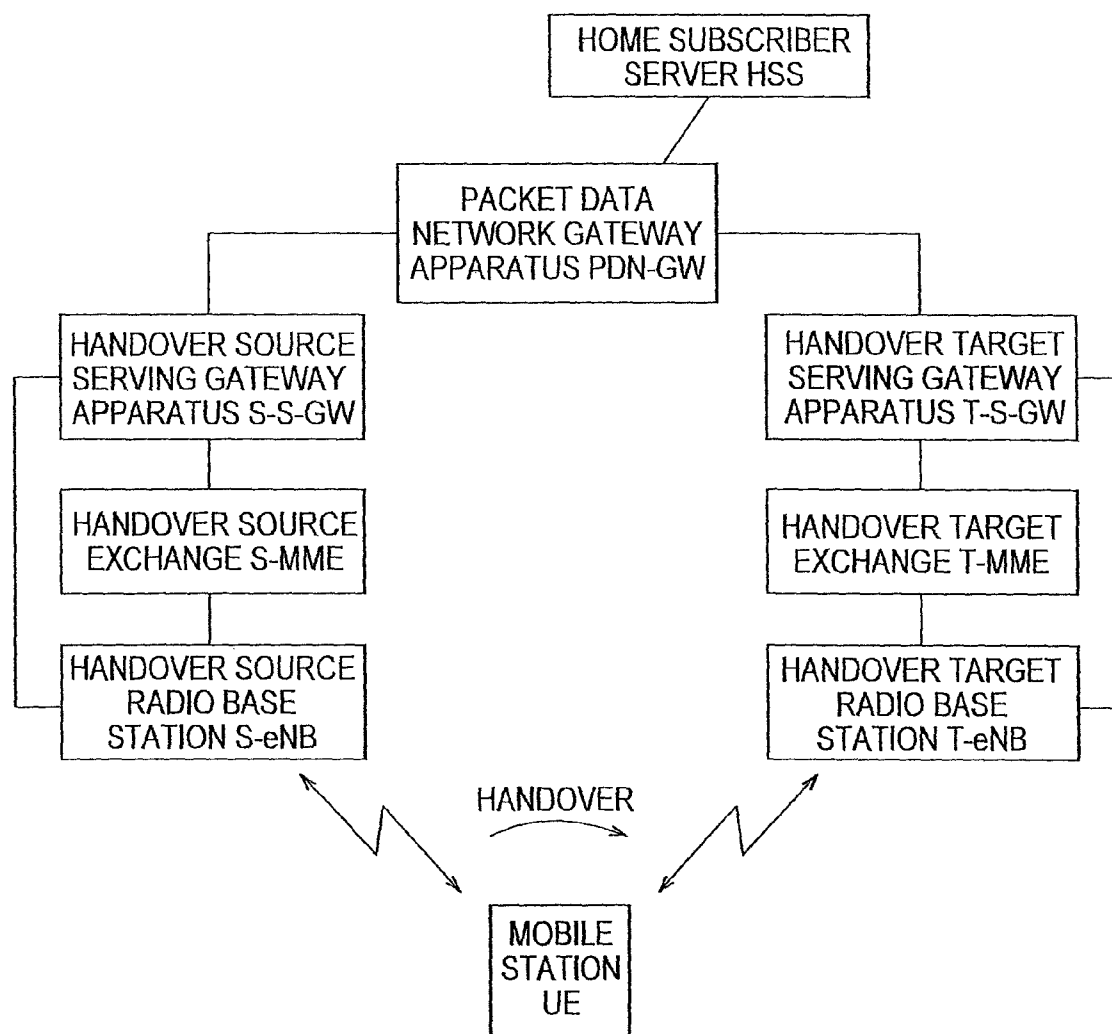 HOME SUBSCRIBER
SERVER HSS
PACKET DATA
NETWORK GATEWAY
APPARATUS PDN-GW
HANDOVER SOURCE
SERVING GATEWAY
APPARATUS S-S-GW
HANDOVER TARGET
SERVING GATEWAY
APPARATUS T-S-GW
HANDOVER SOURCE
EXCHANGE S-MME
HANDOVER TARGET
EXCHANGE T-MME
HANDOVER SOURCE
RADIO BASE
STATION S-eNB
HANDOVER TARGET
RADIO BASE
STATION T-eNB
HANDOVER
MOBILE
STATION
UE